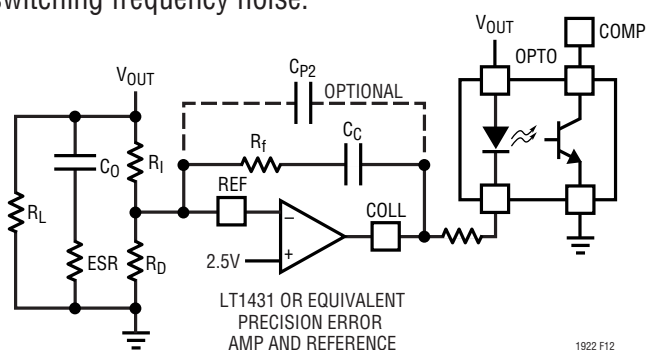 switching frequency noise.
VOUT
COMP
OPTO
VOUT
CP2
OPTIONAL
Rf
CC
CO
RI
REF
COLL
RL
ESR
RD
–
+
2.5V
LT1431 OR EQUIVALENT
PRECISION ERROR
AMP AND REFERENCE
1922 F12